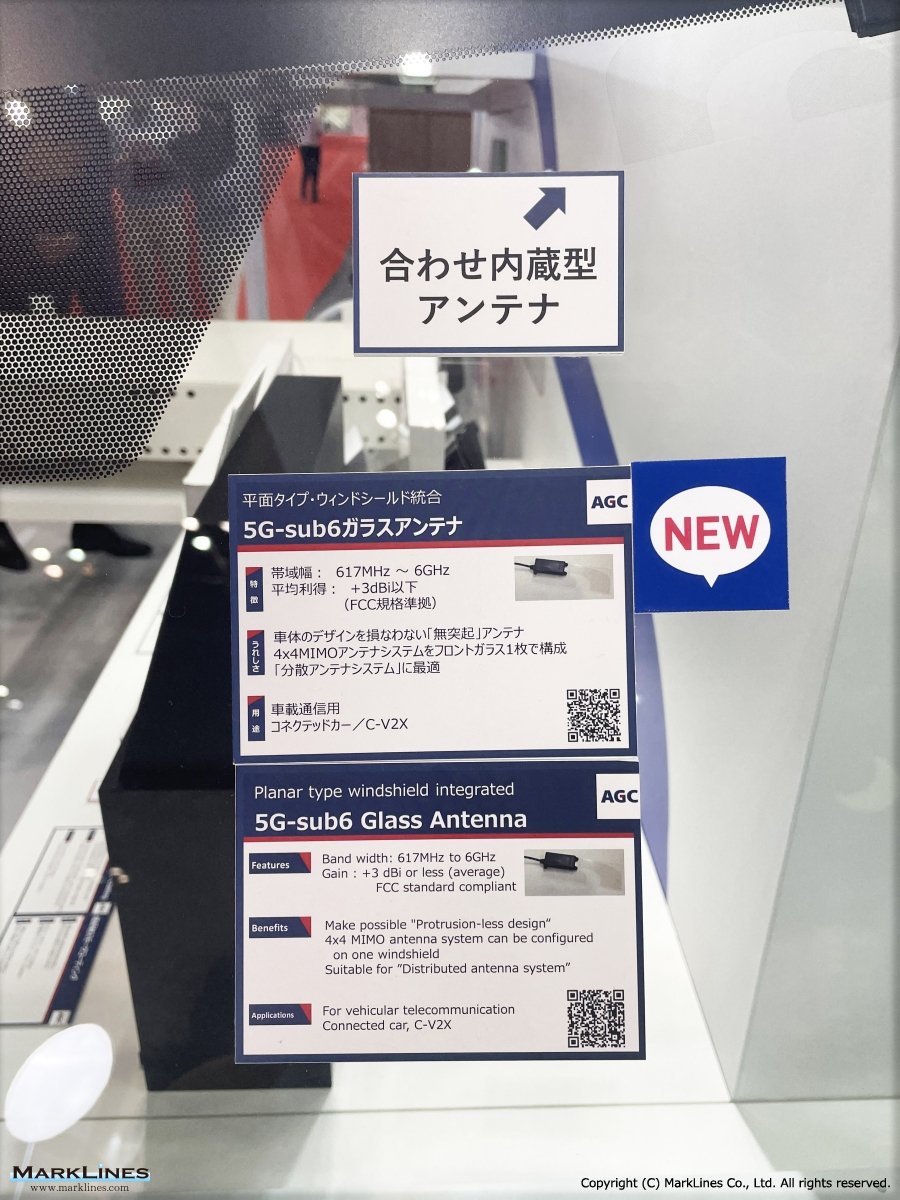 合わせ内蔵型
アンテナ
平面タイプ・ウィンドシールド統合
AGC
5G-sub6ガラスアンテナ
NEW
特徴
帯域幅： 617MHz ～ 6GHz
平均利得： +3dBi以下
（FCC規格準拠）
うれしさ
車体のデザインを損なわない「無突起」アンテナ
4x4MIMOアンテナシステムをフロントガラス1枚で構成
「分散アンテナシステム」に最適
用途
車載通信用
コネクテッドカー／C-V2X
Planar type windshield integrated
AGC
5G-sub6 Glass Antenna
Features
Band width: 617MHz to 6GHz
Gain : +3 dBi or less (average)
FCC standard compliant
Benefits
Make possible "Protrusion-less design"
4x4 MIMO antenna system can be configured
on one windshield
Suitable for "Distributed antenna system"
Applications
For vehicular telecommunication
Connected car, C-V2X
MARKLINES
www.marklines.com
Copyright (C) MarkLines Co., Ltd. All rights reserved.